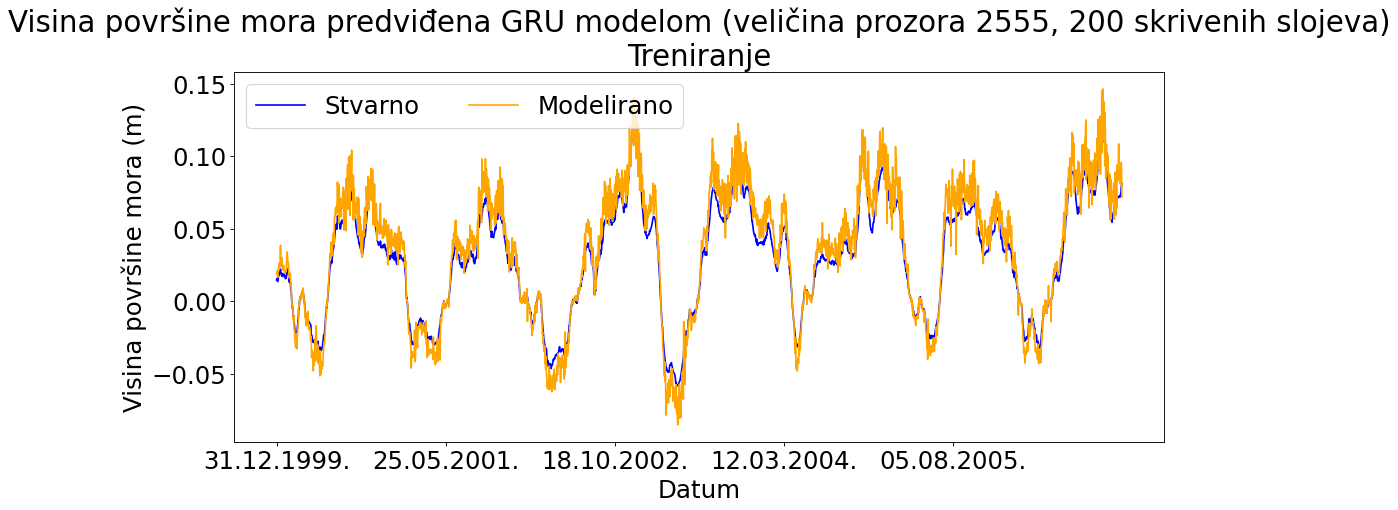 Visina površine mora predviđena GRU modelom (veličina prozora 2555, 200 skrivenih slojeva)
Treniranje
Stvarno Modelirano
Visina površine mora (m)
0.15
0.10
0.05
0.00
−0.05
31.12.1999. 25.05.2001. 18.10.2002. 12.03.2004. 05.08.2005.
Datum